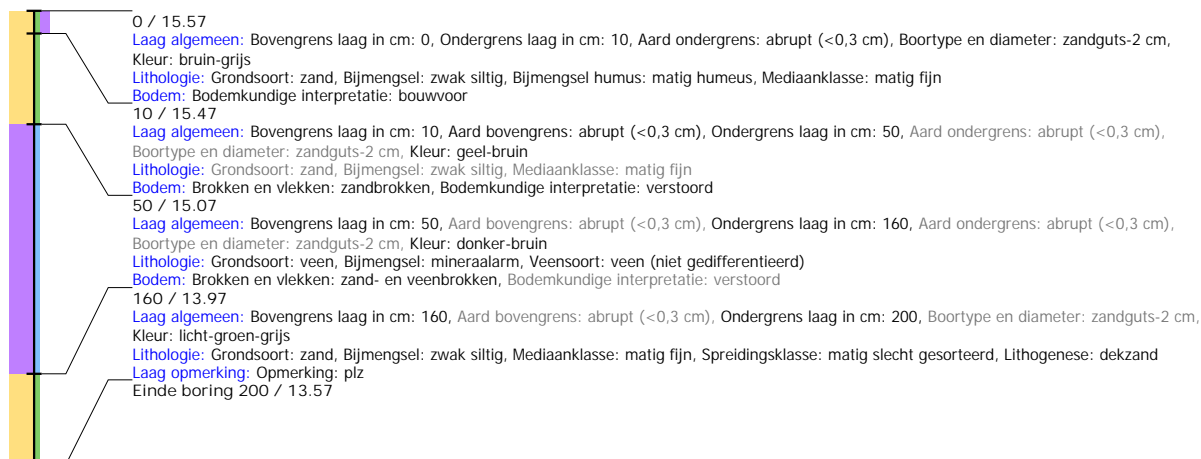 0 / 15.57
Laag algemeen: Bovengrens laag in cm: 0, Ondergrens laag in cm: 10, Aard ondergrens: abrupt (<0,3 cm), Boortype en diameter: zandguts-2 cm,
Kleur: bruin-grijs
Lithologie: Grondsoort: zand, Bijmengsel: zwak siltig, Bijmengsel humus: matig humeus, Mediaanklasse: matig fijn
Bodem: Bodemkundige interpretatie: bouwvoor
10 / 15.47
Laag algemeen: Bovengrens laag in cm: 10, Aard bovengrens: abrupt (<0,3 cm), Ondergrens laag in cm: 50, Aard ondergrens: abrupt (<0,3 cm),
Boortype en diameter: zandguts-2 cm, Kleur: geel-bruin
Lithologie: Grondsoort: zand, Bijmengsel: zwak siltig, Mediaanklasse: matig fijn
Bodem: Brokken en vlekken: zandbrokken, Bodemkundige interpretatie: verstoord
50 / 15.07
Laag algemeen: Bovengrens laag in cm: 50, Aard bovengrens: abrupt (<0,3 cm), Ondergrens laag in cm: 160, Aard ondergrens: abrupt (<0,3 cm),
Boortype en diameter: zandguts-2 cm, Kleur: donker-bruin
Lithologie: Grondsoort: veen, Bijmengsel: mineraalarm, Veensoort: veen (niet gedifferentieerd)
Bodem: Brokken en vlekken: zand- en veenbrokken, Bodemkundige interpretatie: verstoord
160 / 13.97
Laag algemeen: Bovengrens laag in cm: 160, Aard bovengrens: abrupt (<0,3 cm), Ondergrens laag in cm: 200, Boortype en diameter: zandguts-2 cm,
Kleur: licht-groen-grijs
Lithologie: Grondsoort: zand, Bijmengsel: zwak siltig, Mediaanklasse: matig fijn, Spreidingsklasse: matig slecht gesorteerd, Lithogenese: dekzand
Laag opmerking: Opmerking: plz
Einde boring 200 / 13.57